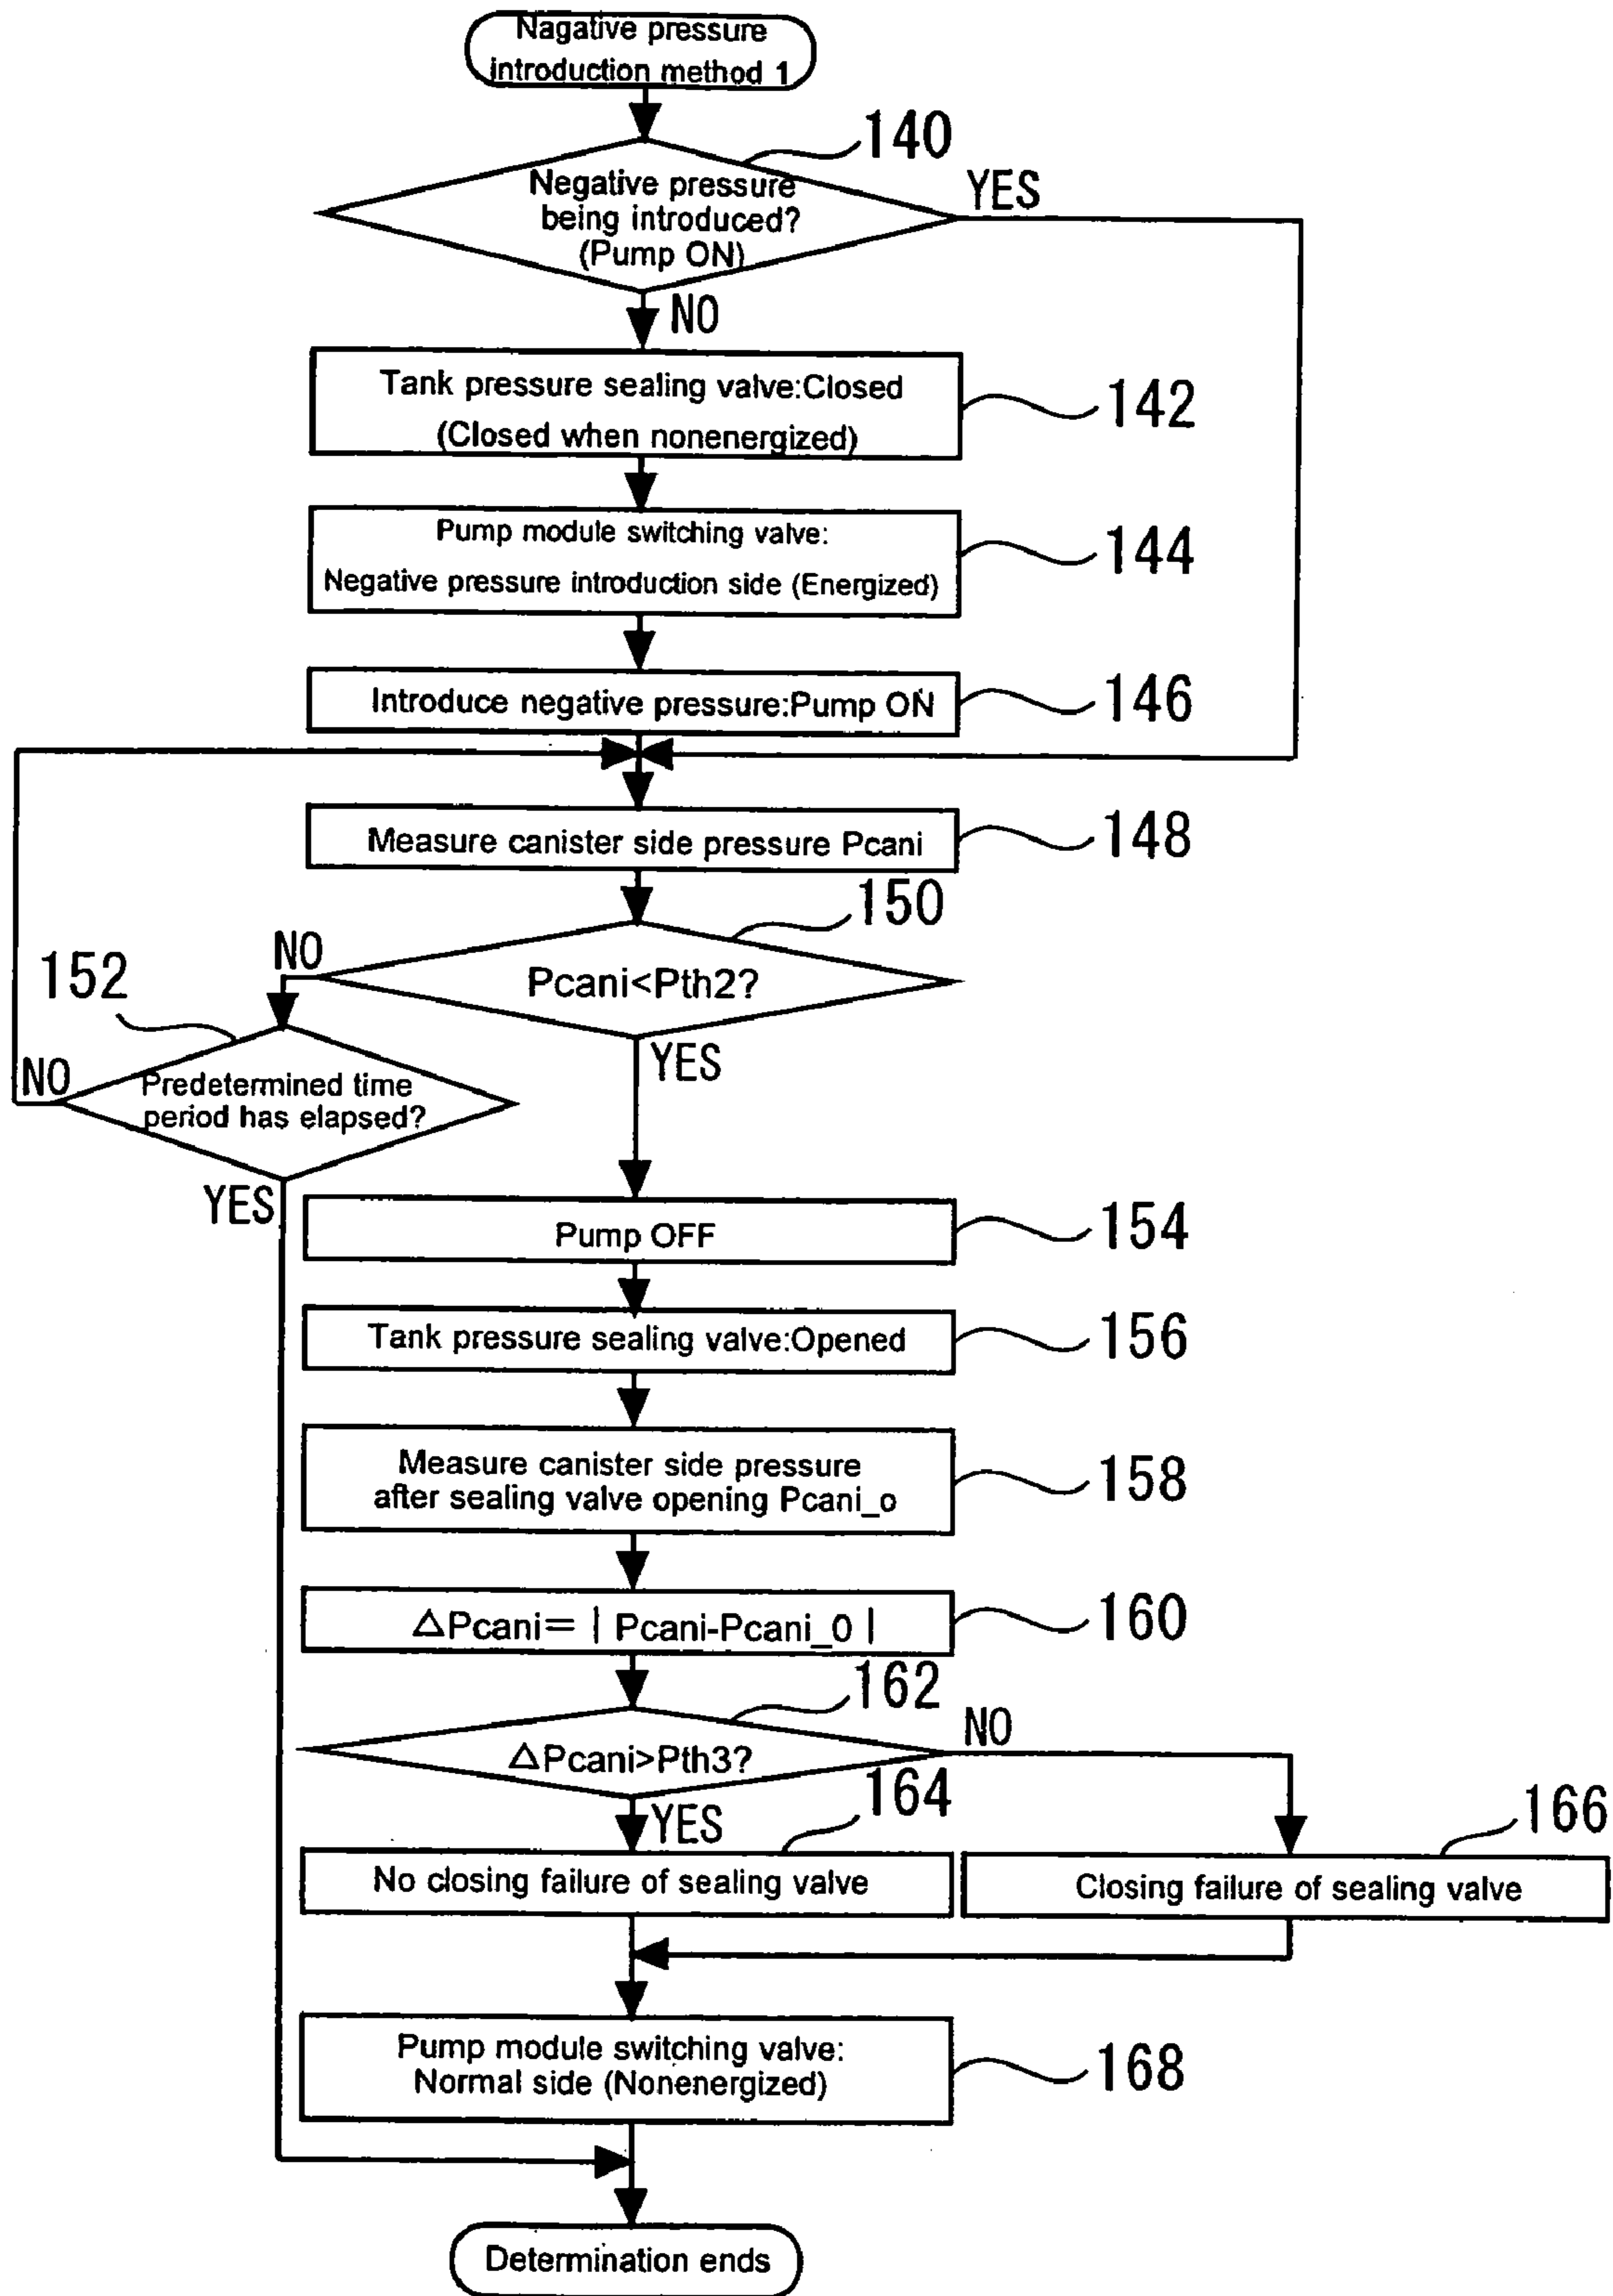 Nagative pressure
introduction method 1
140
Negative pressure
being introduced?
(Pump ON)
YES
NO
Tank pressure sealing valve:Closed
(Closed when nonenergized)
142
Pump module switching valve:
Negative pressure introduction side (Energized)
144
Introduce negative pressure:Pump ON
146
Measure canister side pressure Pcani
148
150
Pcani<Pth2?
NO
152
YES
Predetermined time
period has elapsed?
NO
YES
Pump OFF
154
Tank pressure sealing valve:Opened
156
Measure canister side pressure
after sealing valve opening Pcani_o
158
△Pcani=｜Pcani-Pcani_0｜
160
162
△Pcani>Pth3?
NO
YES
164
No closing failure of sealing valve
166
Closing failure of sealing valve
Pump module switching valve:
Normal side (Nonenergized)
168
Determination ends